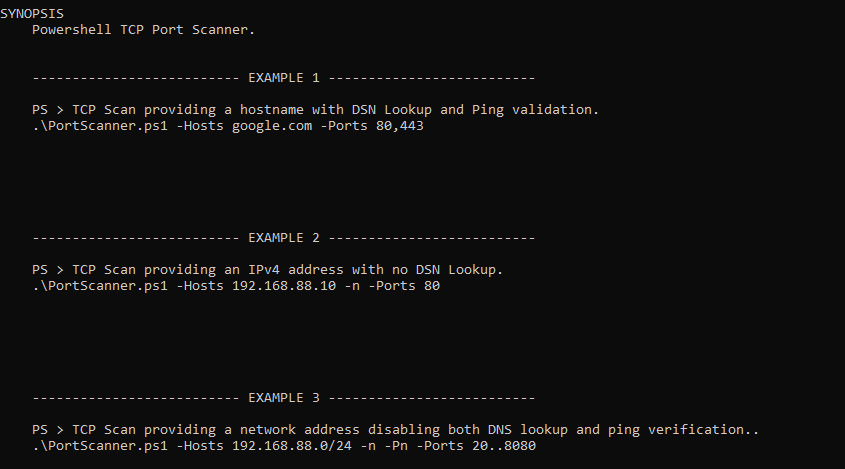 SYNOPSIS
Powershell TCP Port Scanner.
-------------------------- EXAMPLE 1 --------------------------
PS > TCP Scan providing a hostname with DSN Lookup and Ping validation.
.\PortScanner.ps1 -Hosts google.com -Ports 80,443
-------------------------- EXAMPLE 2 --------------------------
PS > TCP Scan providing an IPv4 address with no DSN Lookup.
.\PortScanner.ps1 -Hosts 192.168.88.10 -n -Ports 80
-------------------------- EXAMPLE 3 --------------------------
PS > TCP Scan providing a network address disabling both DNS lookup and ping verification..
.\PortScanner.ps1 -Hosts 192.168.88.0/24 -n -Pn -Ports 20..8080